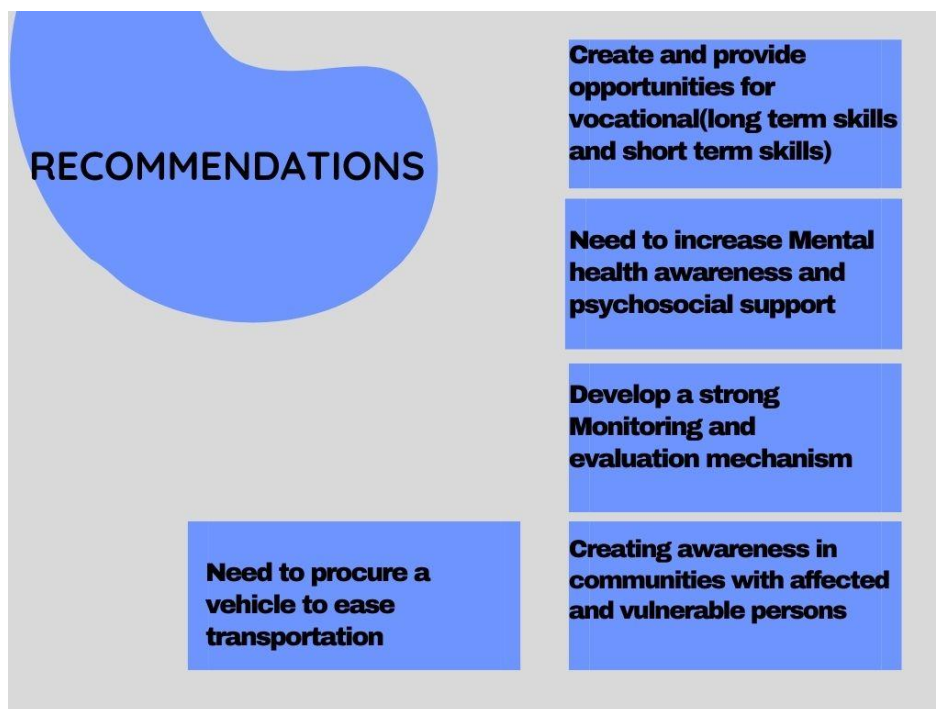 RECOMMENDATIONS
Create and provide
opportunities for
vocational(long term skills
and short term skills)
Need to increase Mental
health awareness and
psychosocial support
Develop a strong
Monitoring and
evaluation mechanism
Creating awareness in
communities with affected
and vulnerable persons
Need to procure a
vehicle to ease
transportation